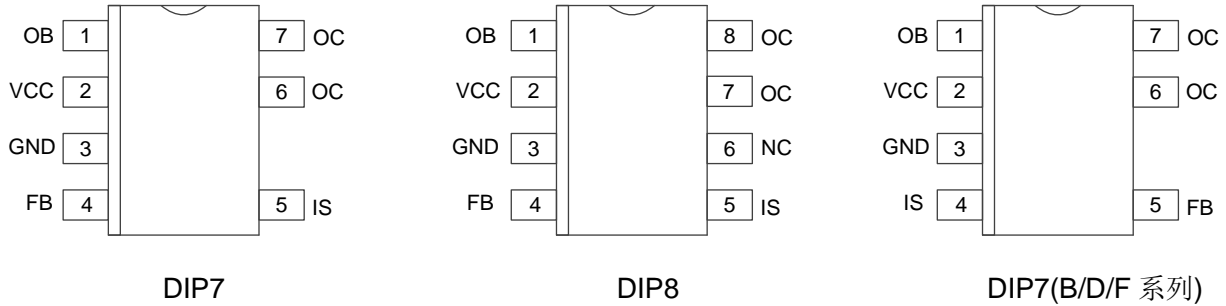 OB 1 7 OC OB 1 8 OC OB 1 7 OC
VCC 2 6 OC VCC 2 7 OC VCC 2 6 OC
GND 3 GND 3 6 NC GND 3
FB 4 5 IS FB 4 5 IS IS 4 5 FB
DIP7 DIP8 DIP7(B/D/F 系列)